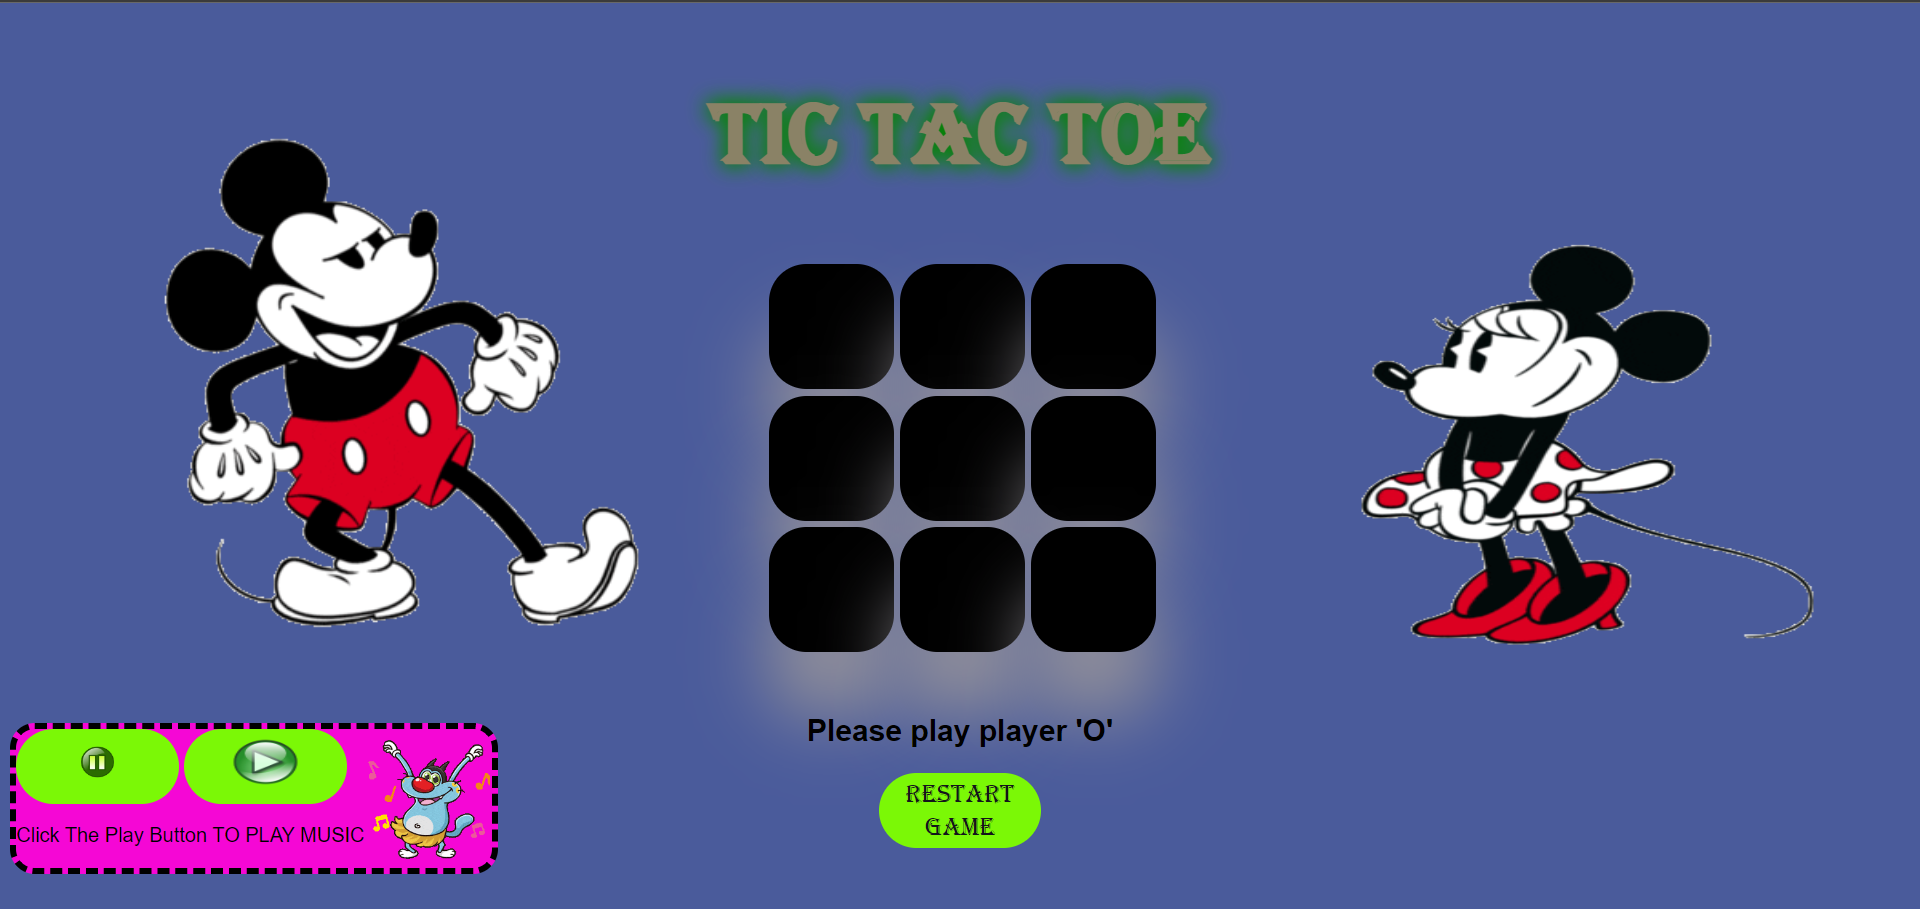 TIC TAC TOE
Please play player 'O'
RESTART
GAME
Click The Play Button TO PLAY MUSIC